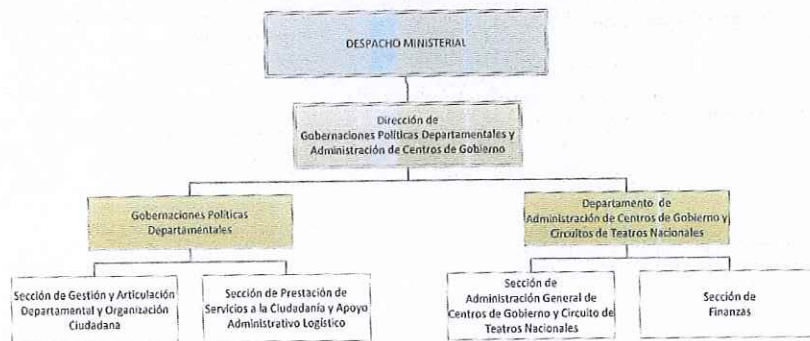 DESPACHO MINISTERIAL
Dirección de
Gobernaciones Políticas Departamentales y
Administración de Centros de Gobierno
Gobernaciones Políticas
Departamentales
Departamento de
Administración de Centros de Gobierno y
Circuitos de Teatros Nacionales
Sección de Gestión y Articulación
Departamental y Organización
Ciudadana
Sección de Prestación de
Servicios a la Ciudadanía y Apoyo
Administrativo Logístico
Sección de
Administración General de
Centros de Gobierno y Circuito de
Teatros Nacionales
Sección de
Finanzas